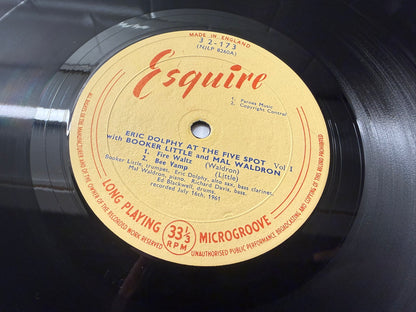 MADE IN ENGLAND
32-173
(NJLP 8260A)
Esquire
1. Fornes Music
2. Copyright Control
ERIC DOLPHY AT THE FIVE SPOT Vol 1
with BOOKER LITTLE and MAL WALDRON
1. Fire Waltz (Waldron)
2. Bee Vamp (Little)
Booker Little, trumpet, Eric Dolphy, alto sax, bass clarinet,
Mal Waldron, piano, Richard Davis, bass,
Ed Blackwell, drums.
recorded July 16th, 1961
LONG PLAYING 33 1/3 RPM MICROGROOVE
ALL RIGHTS OF THE MANUFACTURER AND OF THE OWNER OF THE RECORDED WORK RESERVED
UNAUTHORISED PUBLIC PERFORMANCE BROADCASTING AND COPYING OF THIS RECORD PROHIBITED